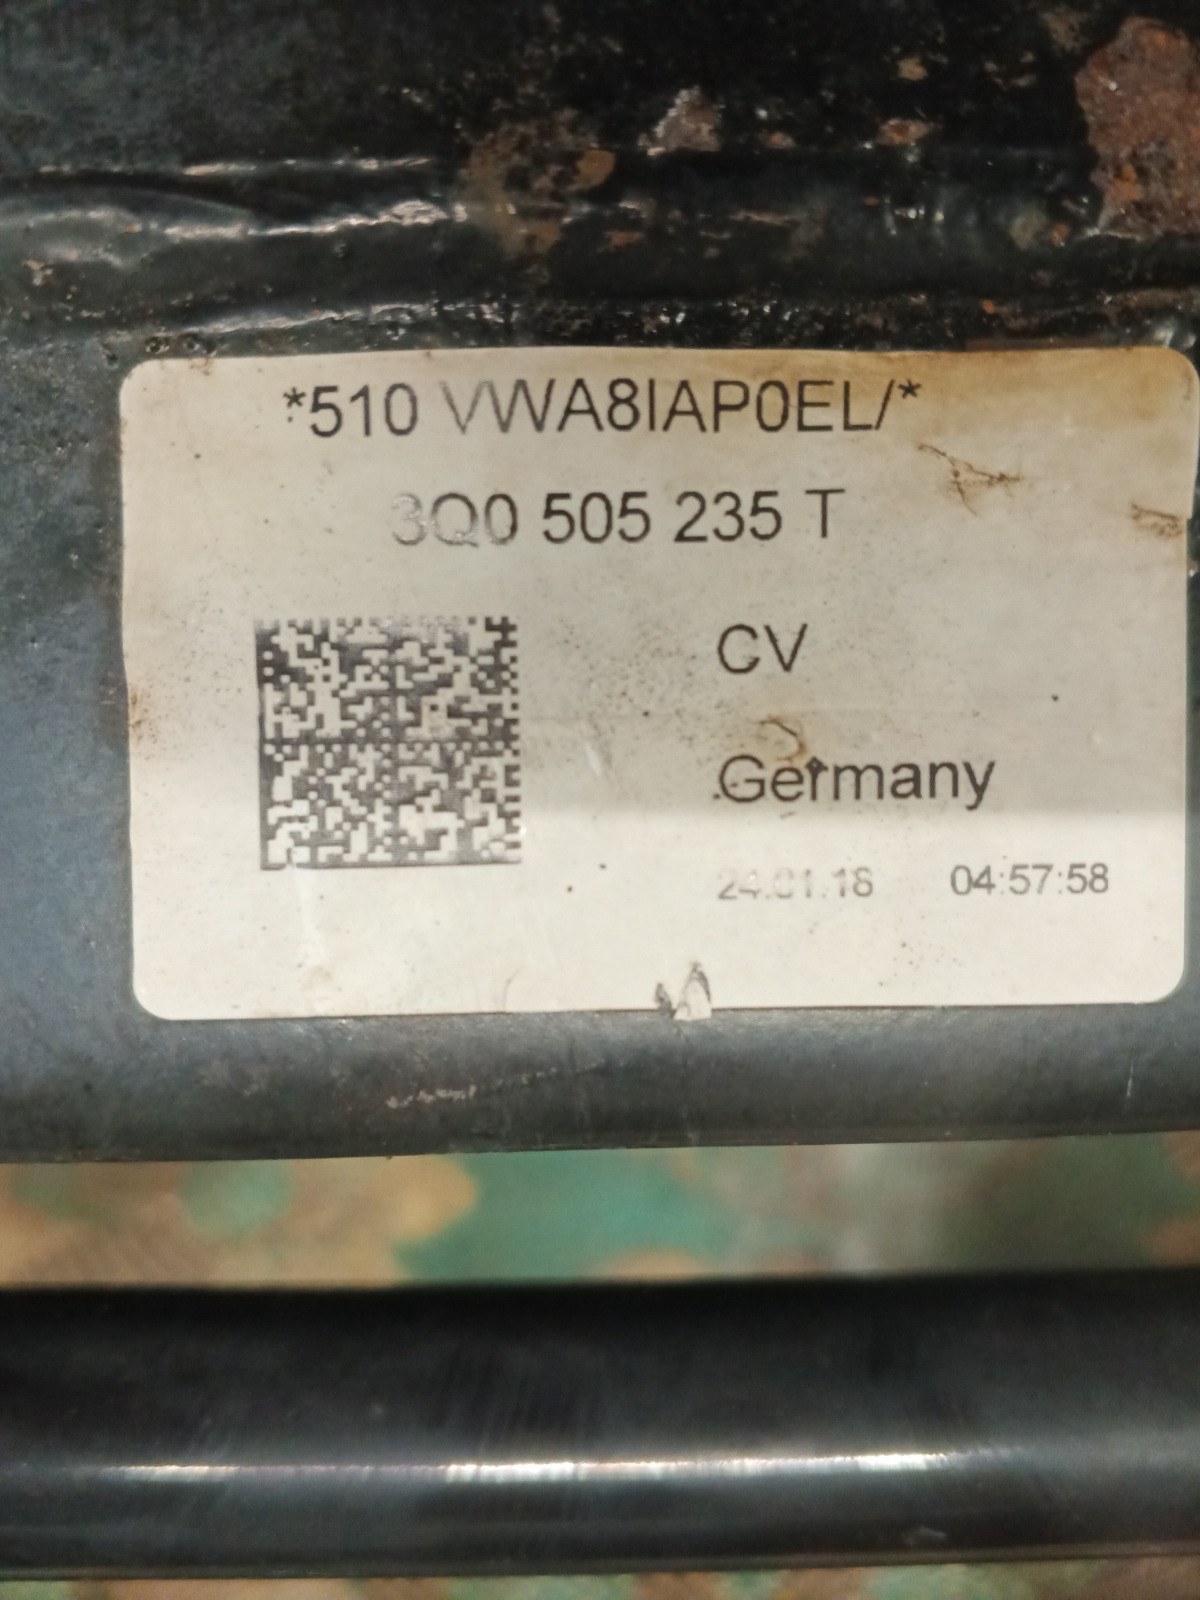 *510 VWA8IAP0EL/*
3Q0 505 235 T
CV
Germany
24.01.18 04:57:58